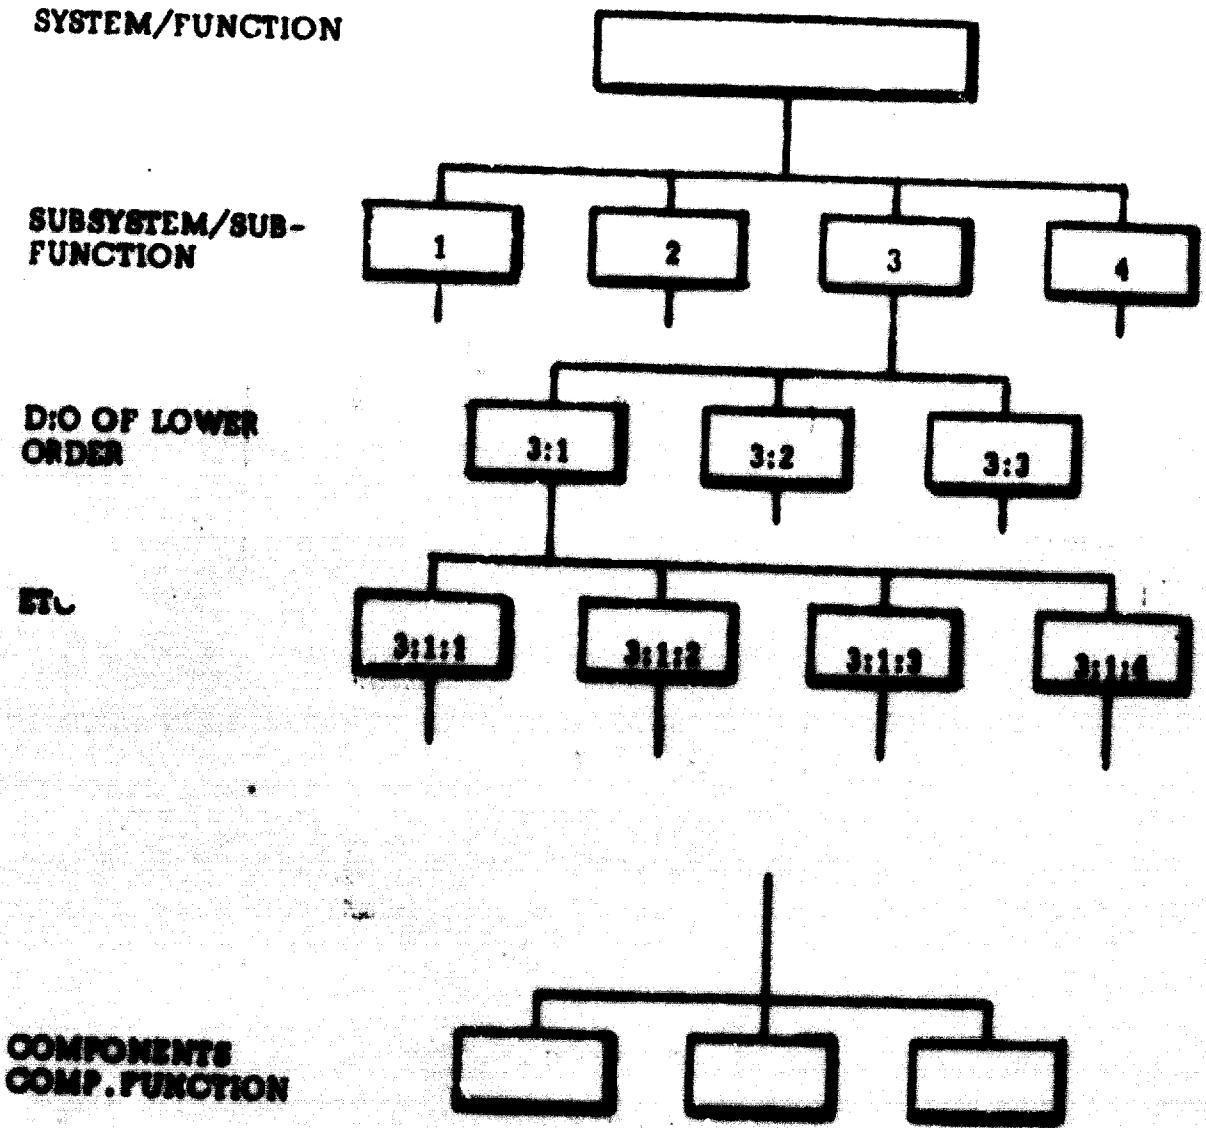 SYSTEM/FUNCTION
SUBSYSTEM/SUB-
FUNCTION
1
2
3
4
D:O OF LOWER
ORDER
3:1
3:2
3:3
ETC
3:1:1
3:1:2
3:1:3
3:1:4
COMPONENTS
COMP.FUNCTION